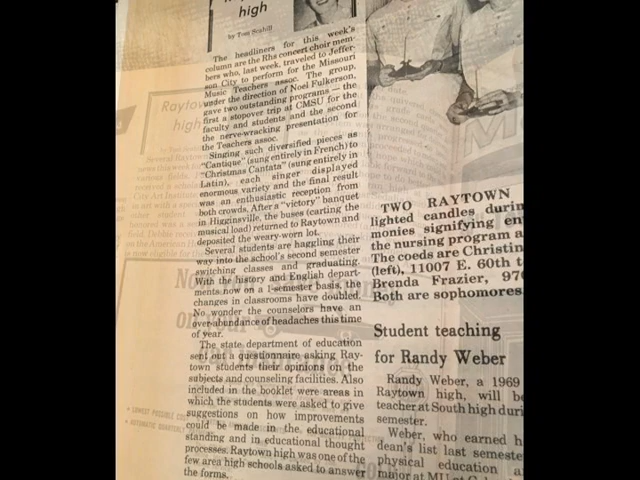 high
by Tom Stahill
The headliners for this week's
column are the Rhs concert choir mem-
bers who, last week, traveled to Jeffer-
son City to perform for the Missouri
Music Teachers assoc. The group,
under the direction of Noel Fulkerson,
gave two outstanding programs — the
first a stopover trip at CMSU for the
faculty and students and the second
the nerve-wracking presentation for
the Teachers assoc.
Singing such diversified pieces as
"Cantique" (sung entirely in French) to
"Christmas Cantata" (sung entirely in
Latin), each singer displayed
enormous variety and the final result
was an enthusiastic reception from
both crowds. After a "victory" banquet
in Higginsville, the buses (carting the
musical load) returned to Raytown and
deposited the weary-worn lot.
Several students are haggling their
way into the school's second semester
switching classes and graduating.
With the history and English depart-
ments now on a 1-semester basis, the
changes in classrooms have doubled.
No wonder the counselors have an
over-abundance of headaches this time
of year.
The state department of education
sent out a questionnaire asking Ray-
town students their opinions on the
subjects and counseling facilities. Also
included in the booklet were areas in
which the students were asked to give
suggestions on how improvements
could be made in the educational
standing and in educational thought
processes. Raytown high was one of the
few area high schools asked to answer
the forms.
TWO RAYTOWN
lighted candles durin
monies signifying en
the nursing program a
The coeds are Christin
(left), 11007 E. 60th t
Brenda Frazier, 970
Both are sophomores.
Student teaching
for Randy Weber
Randy Weber, a 1969
Raytown high, will be
teacher at South high duri
semester.
Weber, who earned h
dean's list last semeste
physical education a
major at MU
Raytow
high